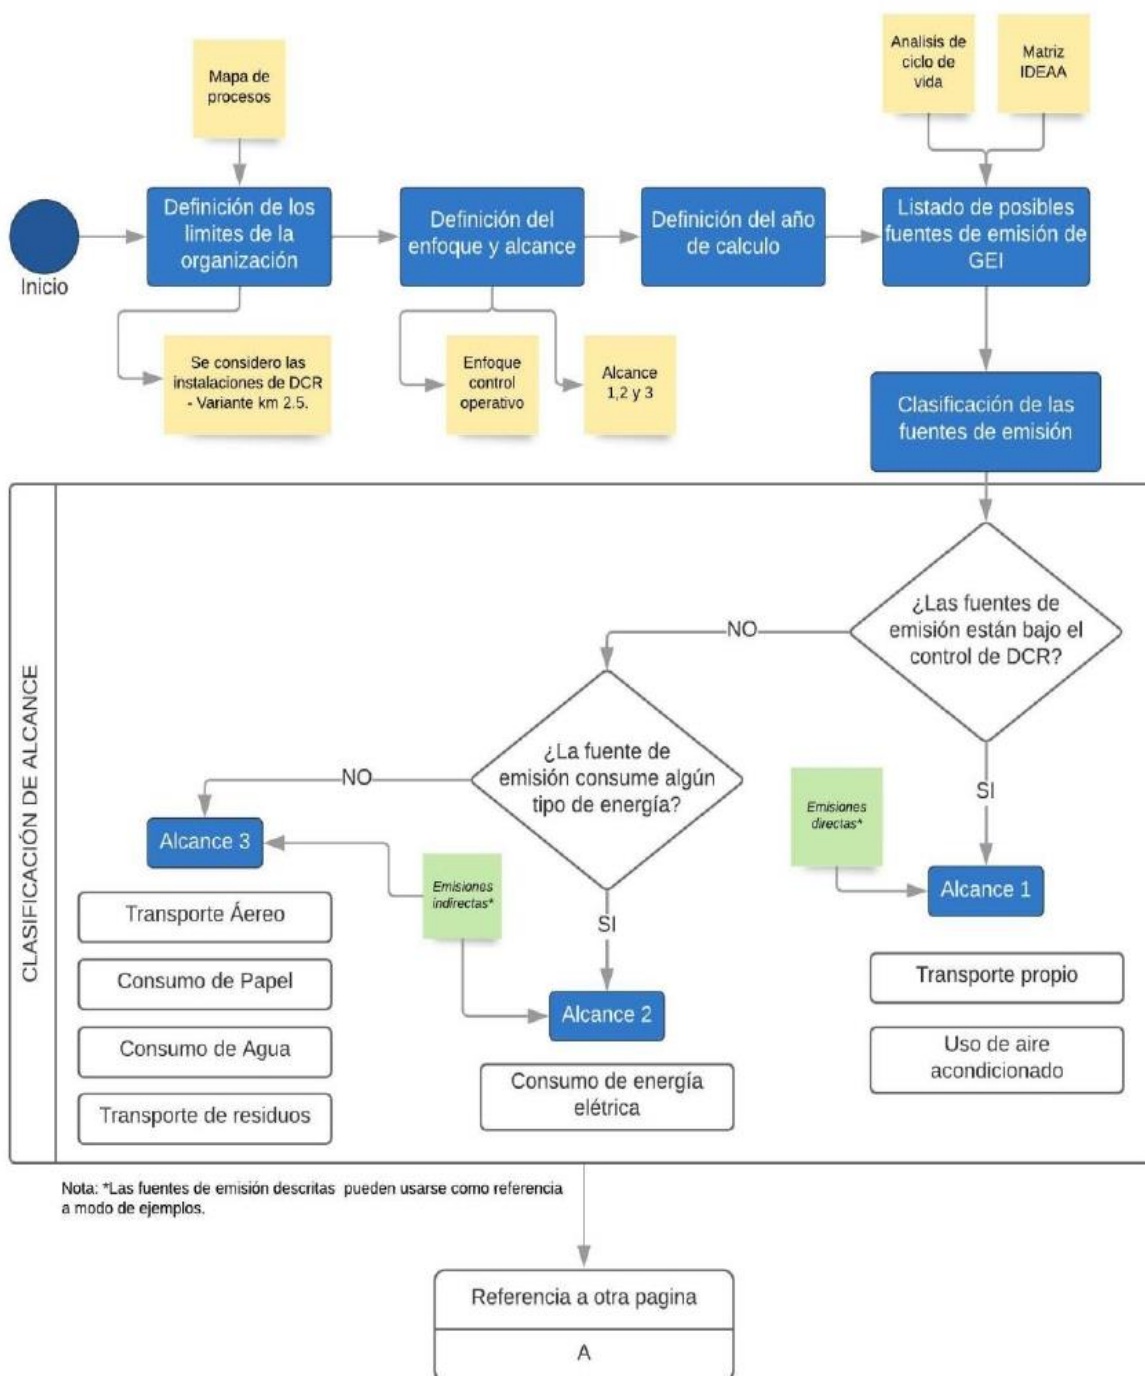 Analisis de
ciclo de
vida
Matriz
IDEAA
Mapa de
procesos
Inicio
Definición de los
limites de la
organización
Definición del
enfoque y alcance
Definición del año
de calculo
Listado de posibles
fuentes de emisión de
GEI
Se considero las
instalaciones de DCR
- Variante km 2.5.
Enfoque
control
operativo
Alcance
1,2 y 3
Clasificación de las
fuentes de emisión
CLASIFICACIÓN DE ALCANCE
¿Las fuentes de
emisión están bajo el
control de DCR?
NO
SI
¿La fuente de
emisión consume algún
tipo de energía?
NO
SI
Emisiones
directas*
Alcance 3
Emisiones
indirectas*
Alcance 1
Transporte Áereo
Consumo de Papel
Consumo de Agua
Transporte de residuos
Alcance 2
Consumo de energía
elétrica
Transporte propio
Uso de aire
acondicionado
Nota: *Las fuentes de emisión descritas pueden usarse como referencia
a modo de ejemplos.
Referencia a otra pagina
A